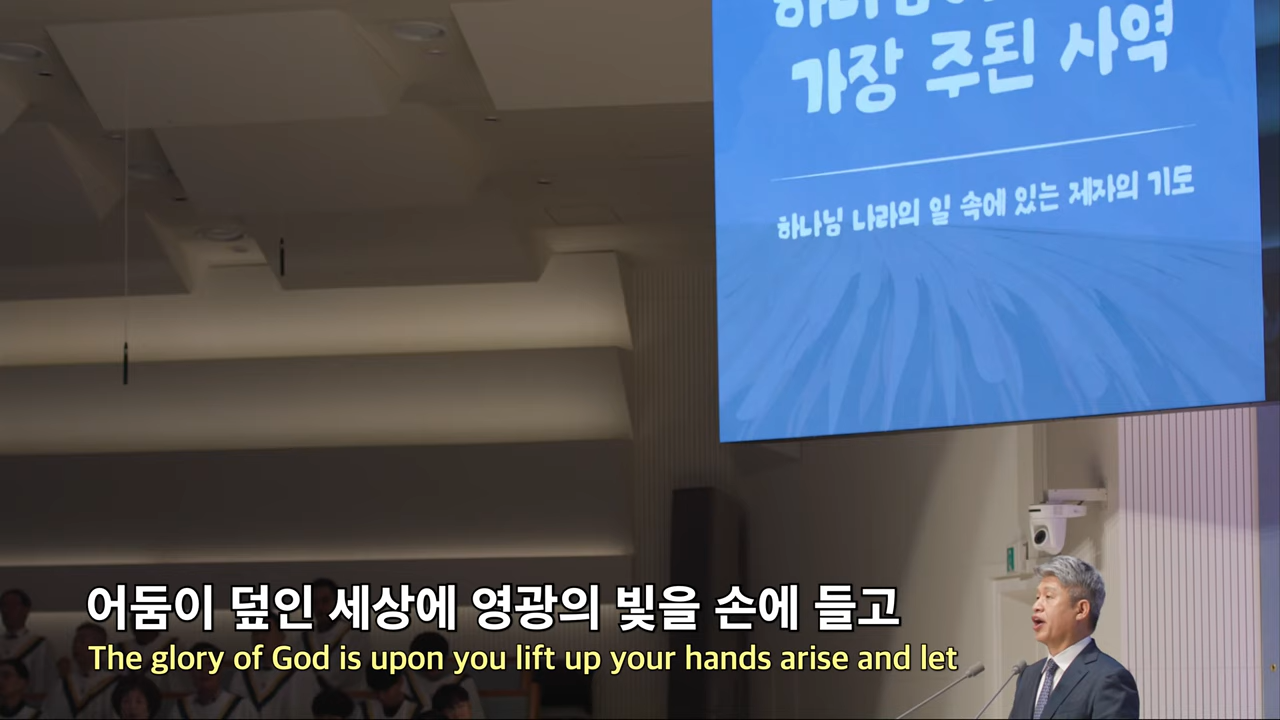 가장 주된 사역
하나님 나라의 일 속에 있는 제자의 기도
어둠이 덮인 세상에 영광의 빛을 손에 들고
The glory of God is upon you lift up your hands arise and let